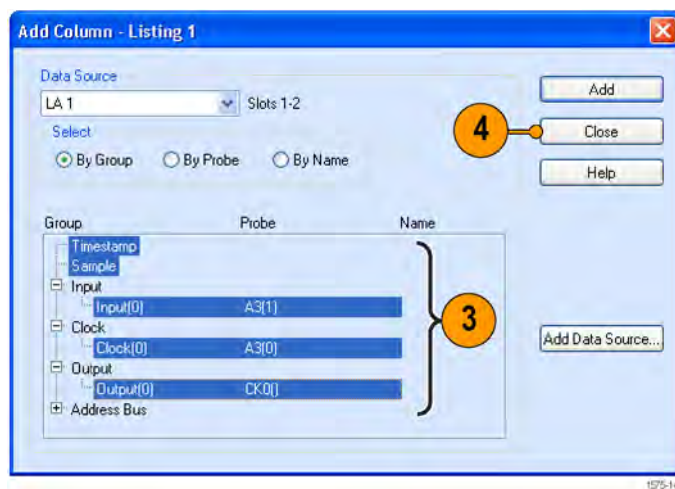 Add Column - Listing 1
Data Source
LA 1 Slots 1-2
Select
By Group By Probe By Name
Add
4
Close
Help
Group Probe Name
Timestamp
Sample
Input
Input(0) A3(1)
Clock
Clock(0) A3(0)
Output
Output(0) CK0()
Address Bus
3
Add Data Source...